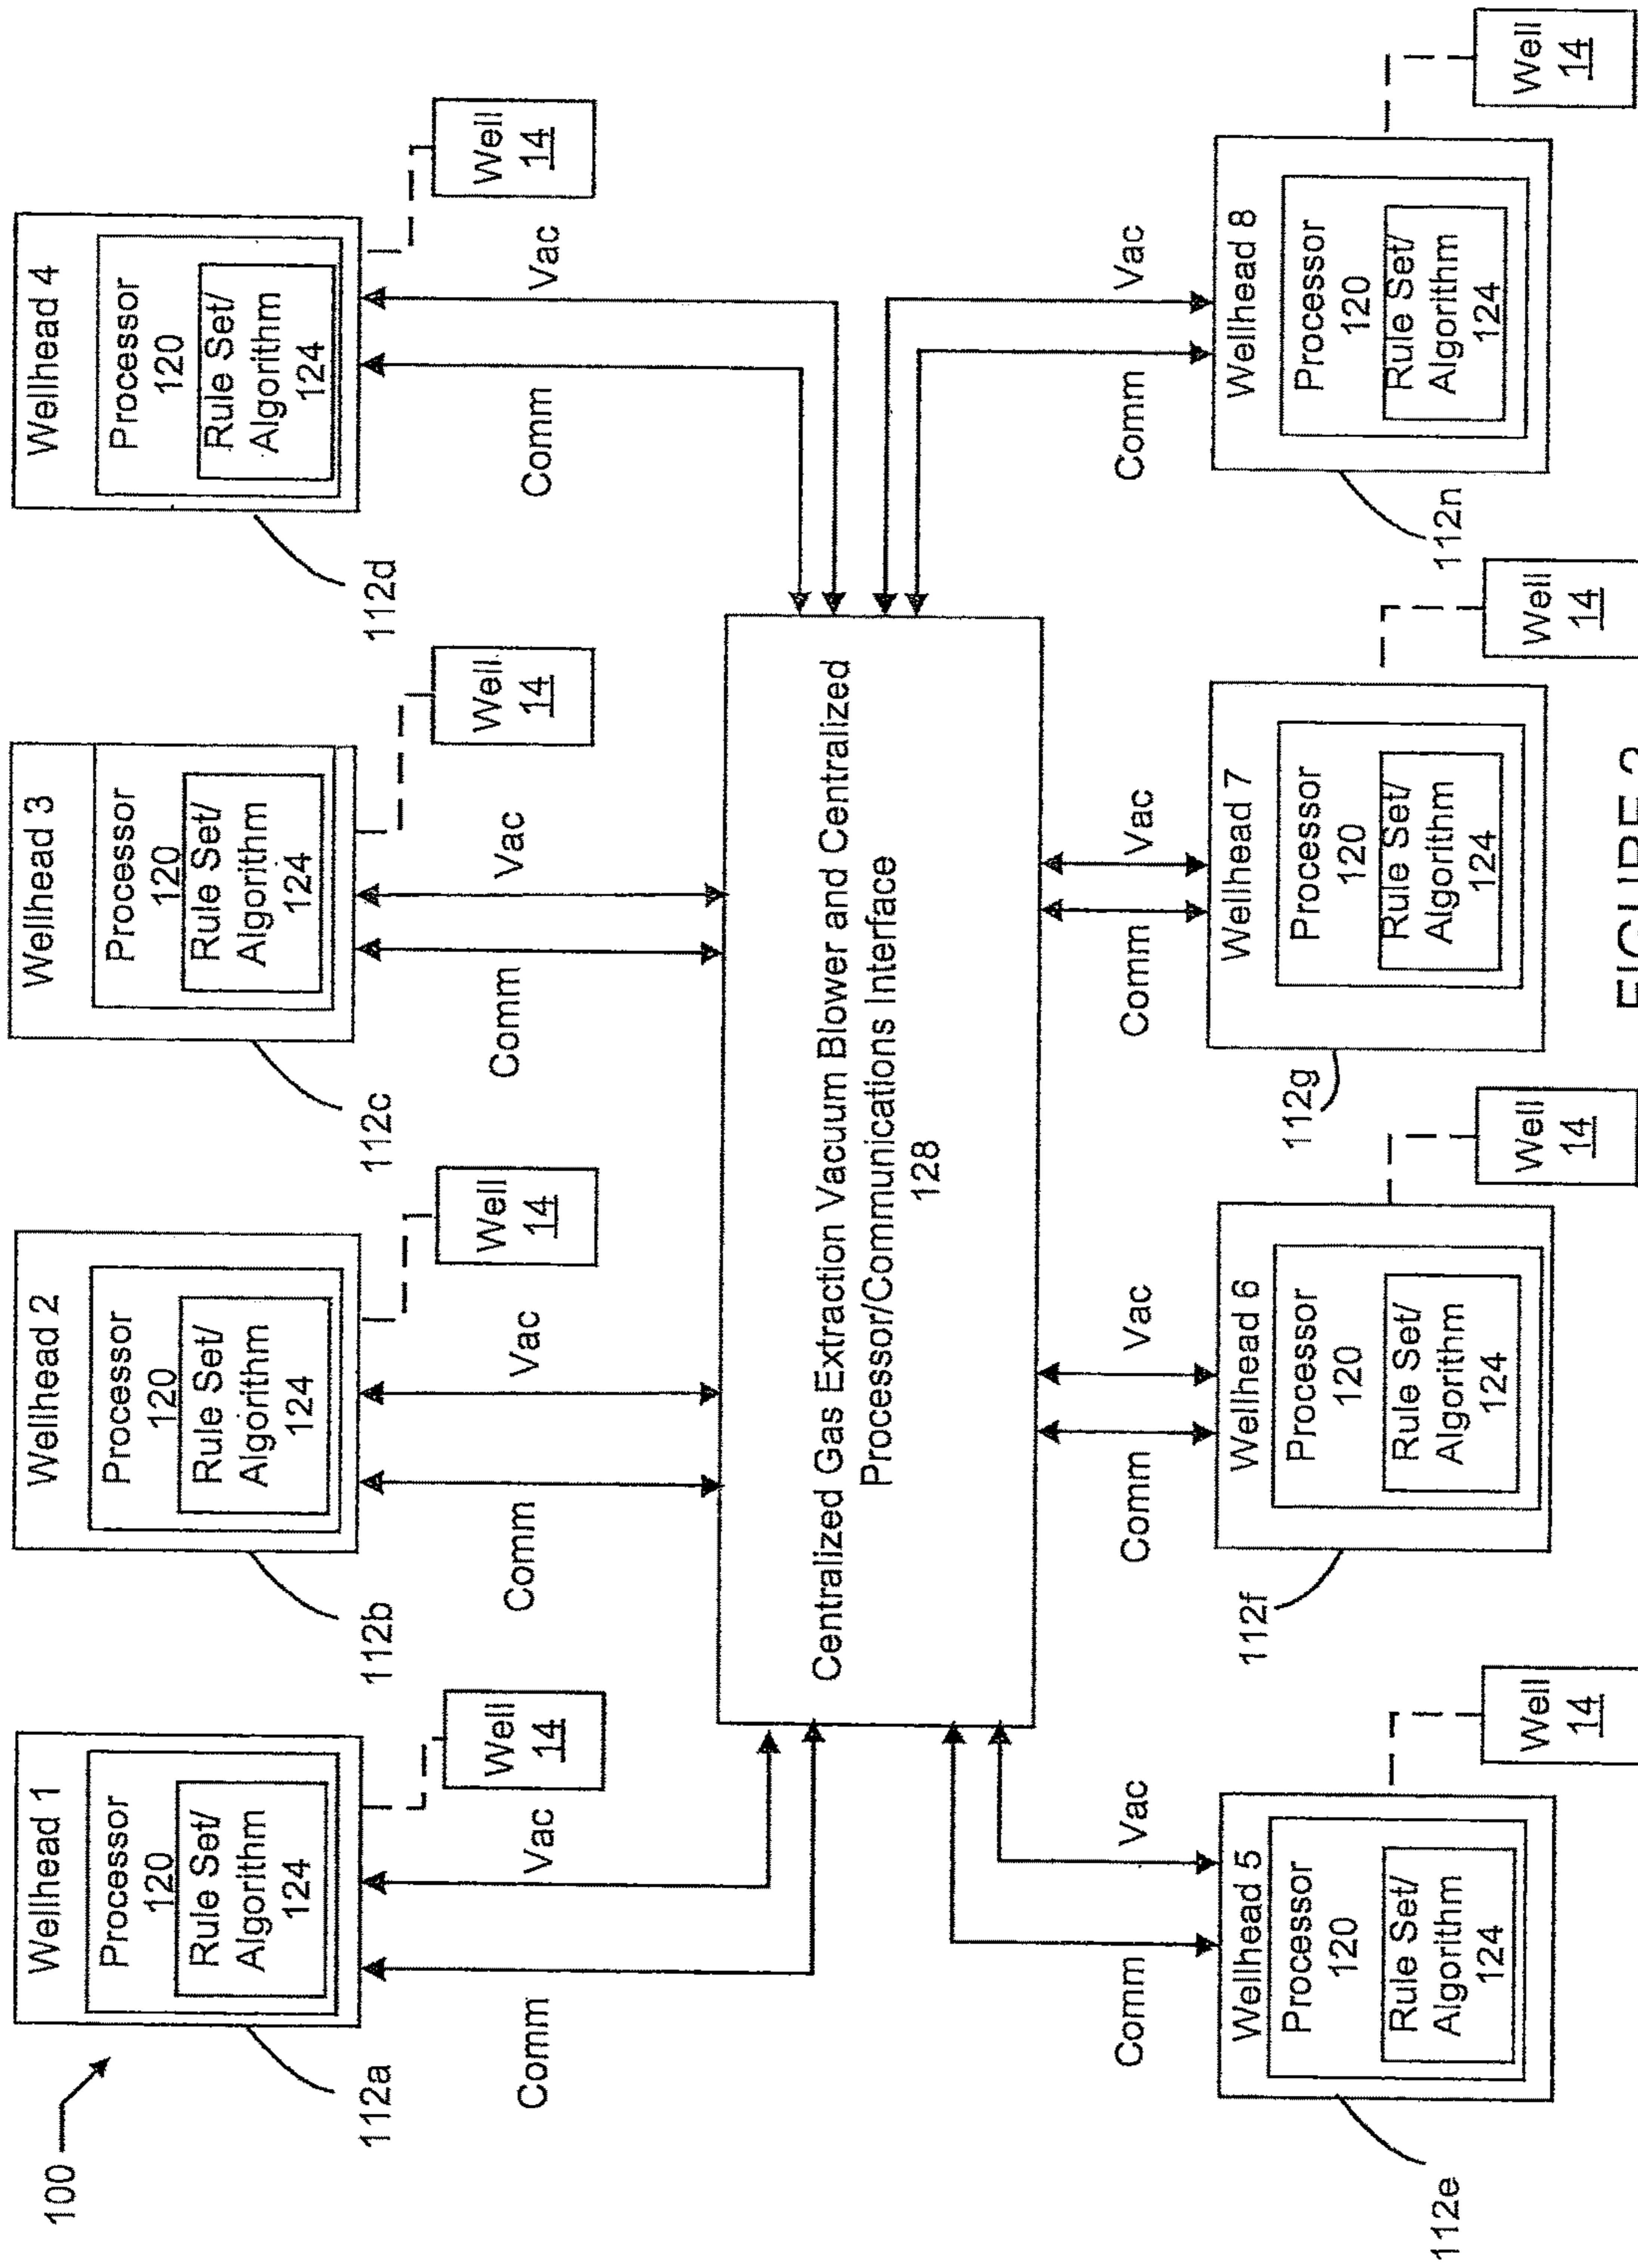 100
Wellhead 1
Processor
120
Rule Set/
Algorithm
124
112a
Well
14
Comm
Vac
Wellhead 2
Processor
120
Rule Set/
Algorithm
124
112b
Well
14
Comm
Vac
Wellhead 3
Processor
120
Rule Set/
Algorithm
124
112c
Well
14
Comm
Vac
Wellhead 4
Processor
120
Rule Set/
Algorithm
124
112d
Well
14
Comm
Vac
Centralized Gas Extraction Vacuum Blower and Centralized
Processor/Communications Interface
128
Comm
Vac
Wellhead 5
Processor
120
Rule Set/
Algorithm
124
112e
Well
14
Comm
Vac
Wellhead 6
Processor
120
Rule Set/
Algorithm
124
112f
Well
14
Comm
Vac
Wellhead 7
Processor
120
Rule Set/
Algorithm
124
112g
Well
14
Comm
Vac
Wellhead 8
Processor
120
Rule Set/
Algorithm
124
112n
Well
14
FIGURE